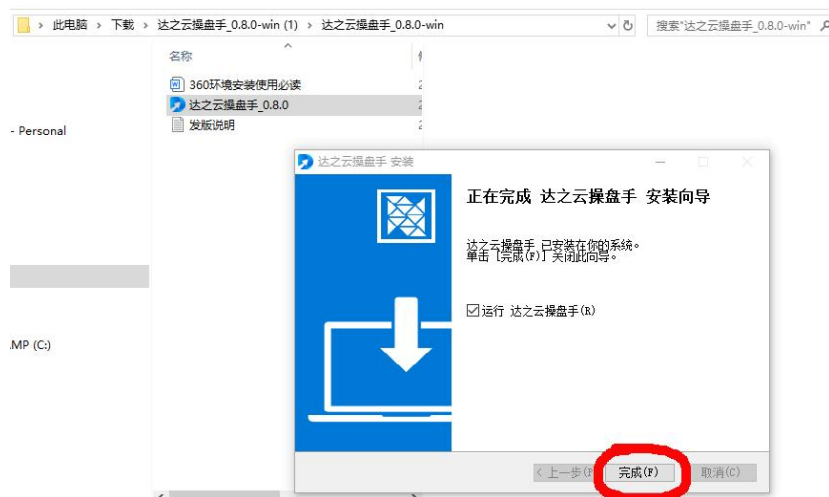 此电脑 > 下载 > 达之云操盘手_0.8.0-win (1) > 达之云操盘手_0.8.0-win
搜索"达之云操盘手_0.8.0-win"
名称
360环境安装使用必读
达之云操盘手_0.8.0
发版说明
- Personal
达之云操盘手 安装
正在完成 达之云操盘手 安装向导
达之云操盘手 已安装在你的系统。
单击 [完成(F)] 关闭此向导。
运行 达之云操盘手(R)
.MP (C:)
< 上一步(P 完成(F) 取消(C)